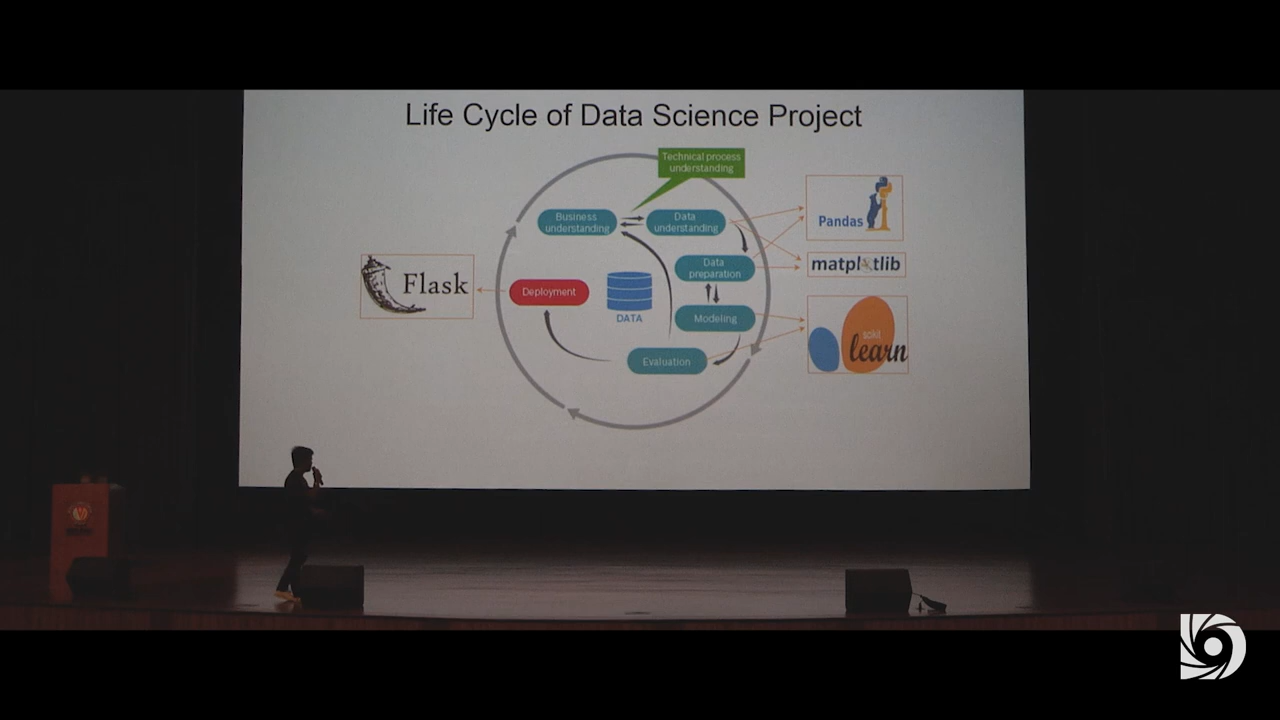 Life Cycle of Data Science Project
Technical process
understanding
Business
understanding
Data
understanding
Pandas
Data
preparation
matplotlib
Flask
Deployment
DATA
Modeling
scikit
learn
Evaluation